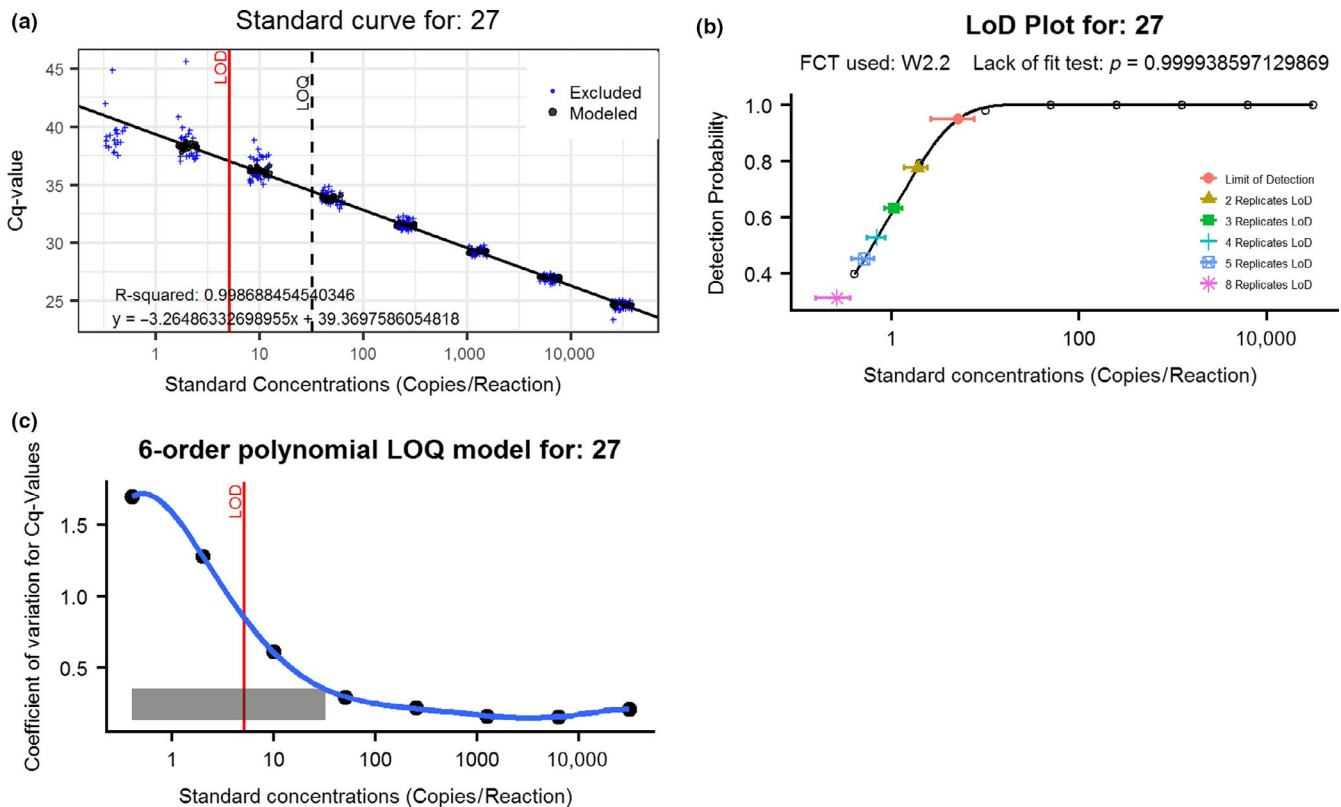 (a)
Standard curve for: 27
Cq-value
45
40
35
30
25
LOD
LOQ
Excluded
Modeled
R-squared: 0.998688454540346
y = −3.26486332698955x + 39.3697586054818
1
10
100
1,000
10,000
Standard Concentrations (Copies/Reaction)
(b)
LoD Plot for: 27
FCT used: W2.2 Lack of fit test: p = 0.999938597129869
Detection Probability
1.0
0.8
0.6
0.4
Limit of Detection
2 Replicates LoD
3 Replicates LoD
4 Replicates LoD
5 Replicates LoD
8 Replicates LoD
1
100
10,000
Standard concentrations (Copies/Reaction)
(c)
6-order polynomial LOQ model for: 27
Coefficient of variation for Cq-Values
1.5
1.0
0.5
LOD
1
10
100
1000
10,000
Standard concentrations (Copies/Reaction)